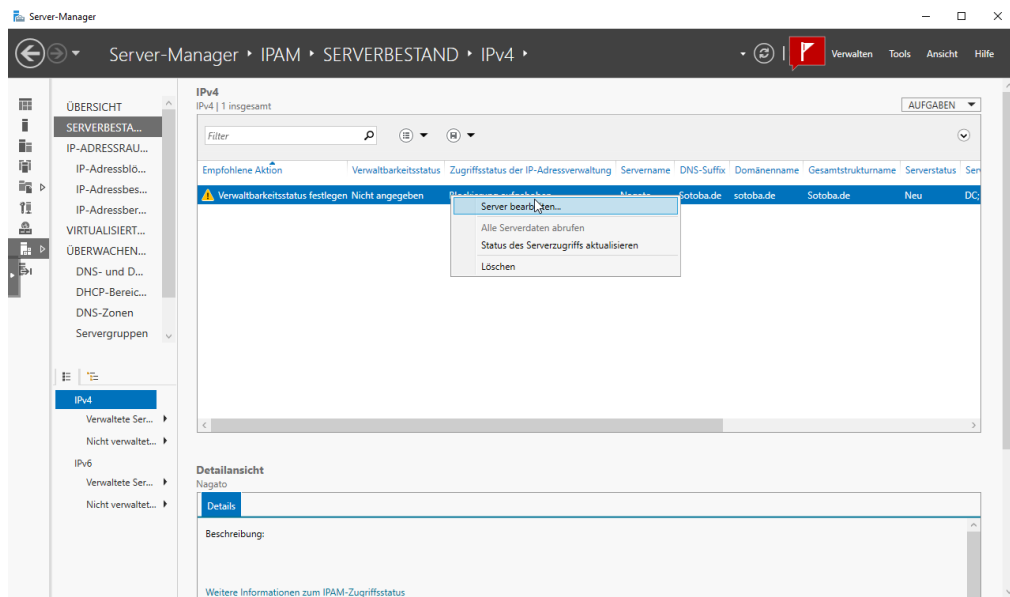 Server-Manager
Server-Manager ‣ IPAM ‣ SERVERBESTAND ‣ IPv4 ‣
Verwalten Tools Ansicht Hilfe
ÜBERSICHT
SERVERBESTA...
IP-ADRESSRAU...
IP-Adressblö...
IP-Adressbes...
IP-Adressber...
VIRTUALISIERT...
ÜBERWACHEN...
DNS- und D...
DHCP-Bereic...
DNS-Zonen
Servergruppen
IPv4
Verwaltete Ser...
Nicht verwaltet...
IPv6
Verwaltete Ser...
Nicht verwaltet...
IPv4
IPv4 | 1 insgesamt
AUFGABEN
Filter
Empfohlene Aktion Verwaltbarkeitsstatus Zugriffsstatus der IP-Adressverwaltung Servername DNS-Suffix Domänenname Gesamtstrukturname Serverstatus Ser
Verwaltbarkeitsstatus festlegen Nicht angegeben Blockierung aufgehoben Nagato Sotoba.de sotoba.de Sotoba.de Neu DC;
Server bearbeiten...
Alle Serverdaten abrufen
Status des Serverzugriffs aktualisieren
Löschen
Detailansicht
Nagato
Details
Beschreibung:
Weitere Informationen zum IPAM-Zugriffsstatus